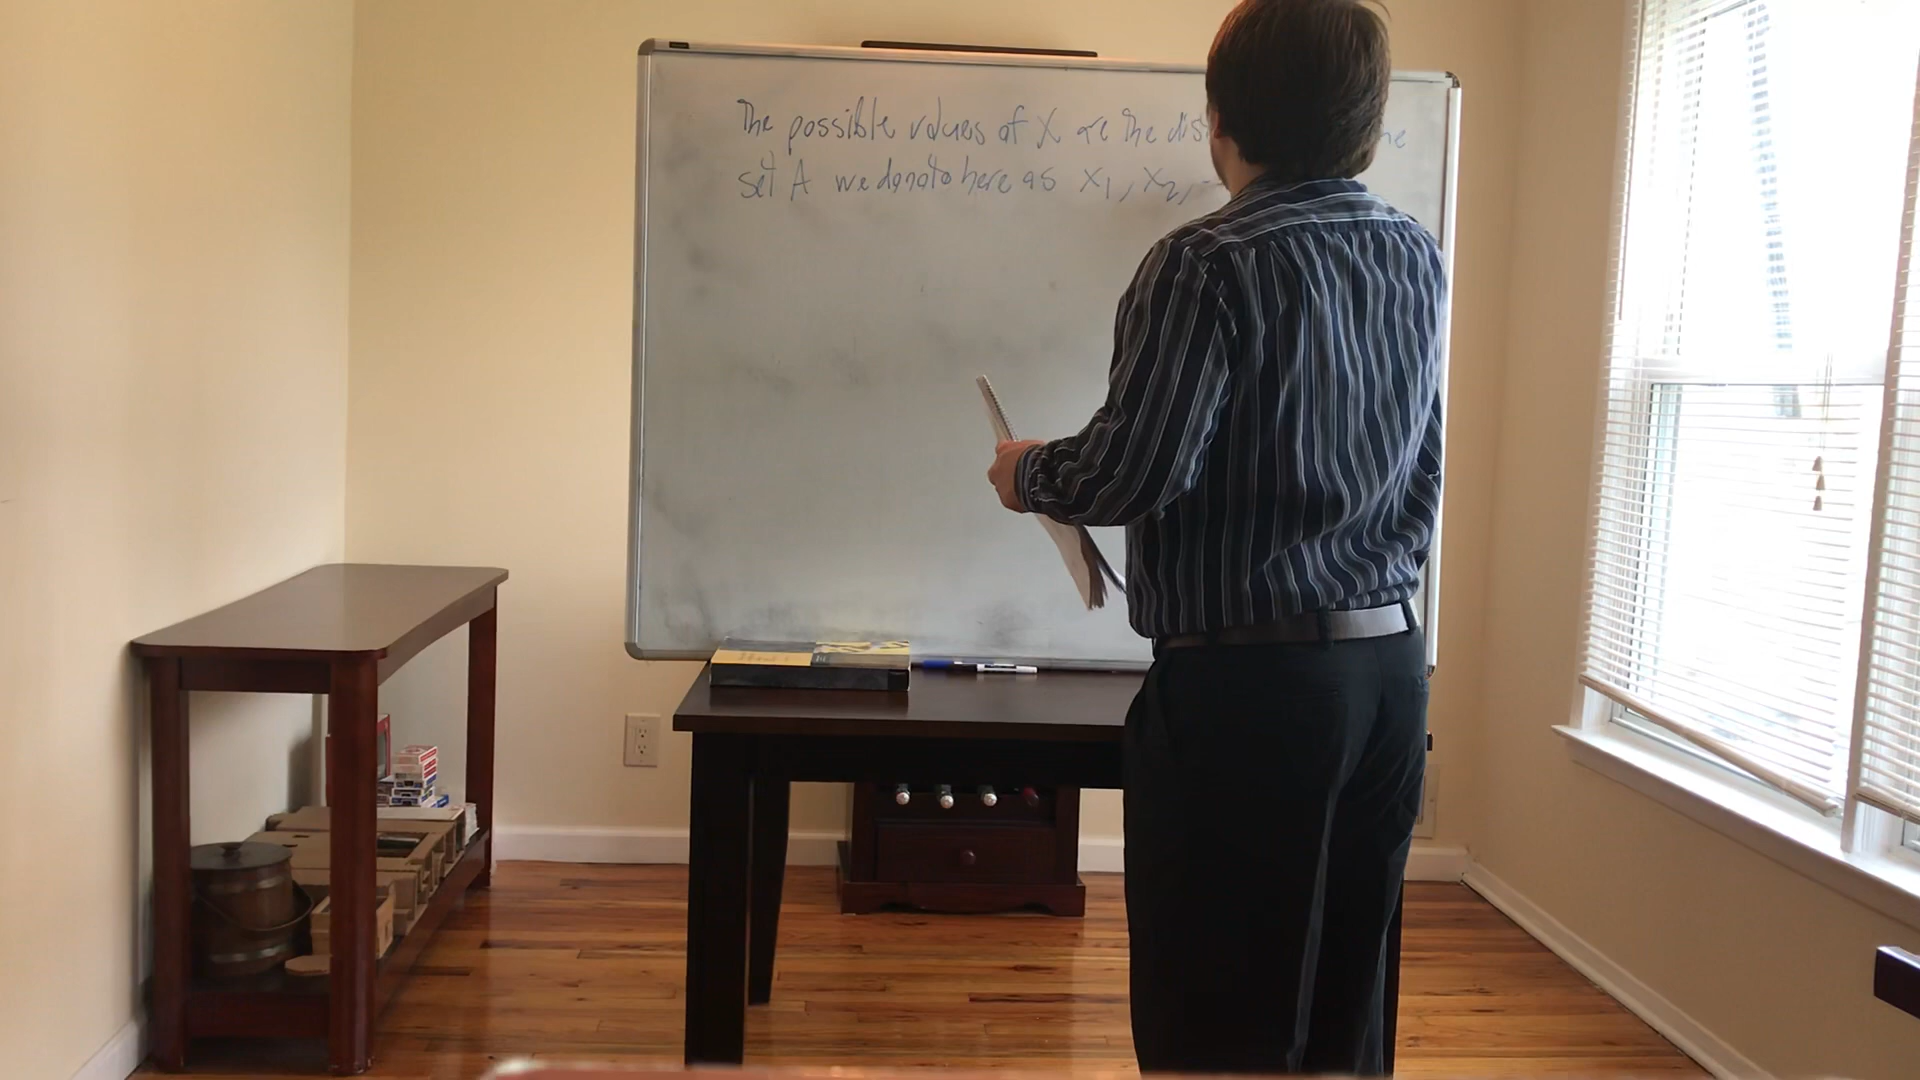 The possible values of X are the dis
set A we denote here as x₁, x₂,